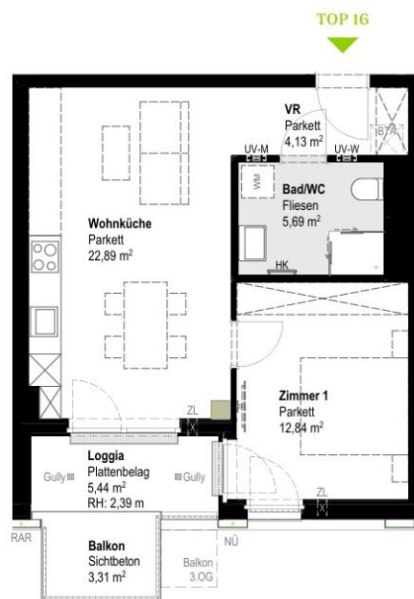 TOP 16
VR
Parkett
4,13 m²
BTA
UV-M
UV-W
WM
Bad/WC
Fliesen
5,69 m²
HK
Wohnküche
Parkett
22,89 m²
Zimmer 1
Parkett
12,84 m²
ZL
Loggia
Plattenbelag
5,44 m²
RH: 2,39 m
Gully
Gully
ZL
RAR
NÜ
Balkon
Sichtbeton
3,31 m²
Balkon
3.OG